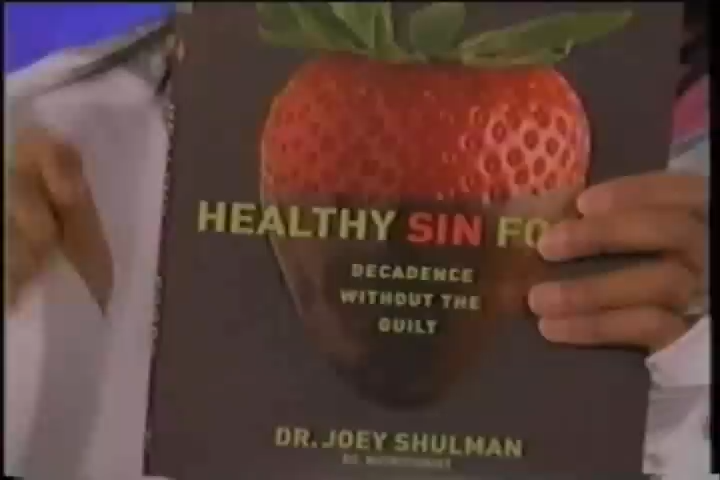 HEALTHY SIN FO
DECADENCE
WITHOUT THE
GUILT
DR. JOEY SHULMAN